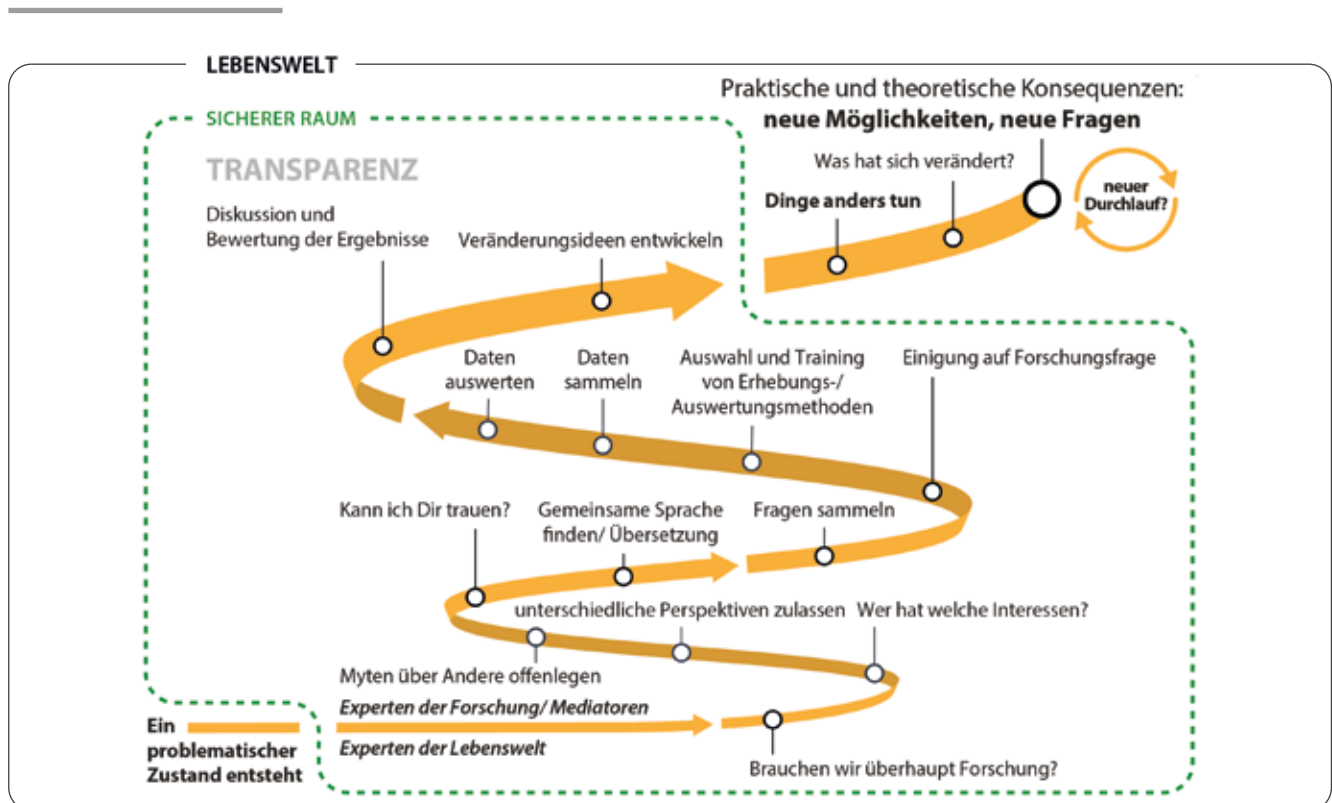 LEBENSWELT
Praktische und theoretische Konsequenzen:
neue Möglichkeiten, neue Fragen
SICHERER RAUM
TRANSPARENZ
Was hat sich verändert?
neuer
Durchlauf?
Dinge anders tun
Diskussion und
Bewertung der Ergebnisse
Veränderungsideen entwickeln
Daten
auswerten
Daten
sammeln
Auswahl und Training
von Erhebungs-/
Auswertungsmethoden
Einigung auf Forschungsfrage
Kann ich Dir trauen?
Gemeinsame Sprache
finden/ Übersetzung
Fragen sammeln
unterschiedliche Perspektiven zulassen
Wer hat welche Interessen?
Myten über Andere offenlegen
Experten der Forschung/ Mediatoren
Experten der Lebenswelt
Ein
problematischer
Zustand entsteht
Brauchen wir überhaupt Forschung?